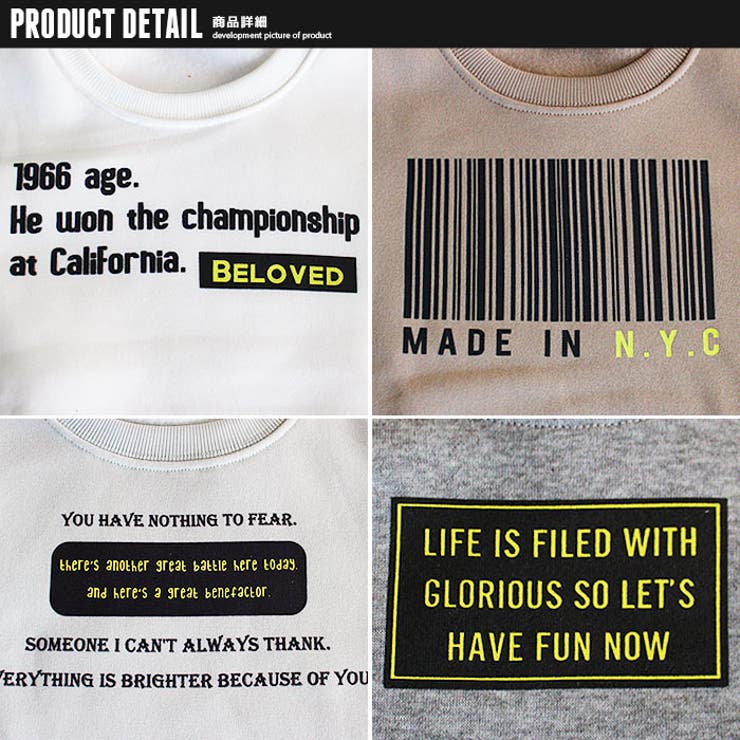 PRODUCT DETAIL 商品詳細
development picture of product
1966 age.
He won the championship
at California. BELOVED
MADE IN N.Y.C
YOU HAVE NOTHING TO FEAR.
there's another great battle here today.
and here's a great benefactor.
SOMEONE I CAN'T ALWAYS THANK.
VERYTHING IS BRIGHTER BECAUSE OF YOU
LIFE IS FILED WITH
GLORIOUS SO LET'S
HAVE FUN NOW